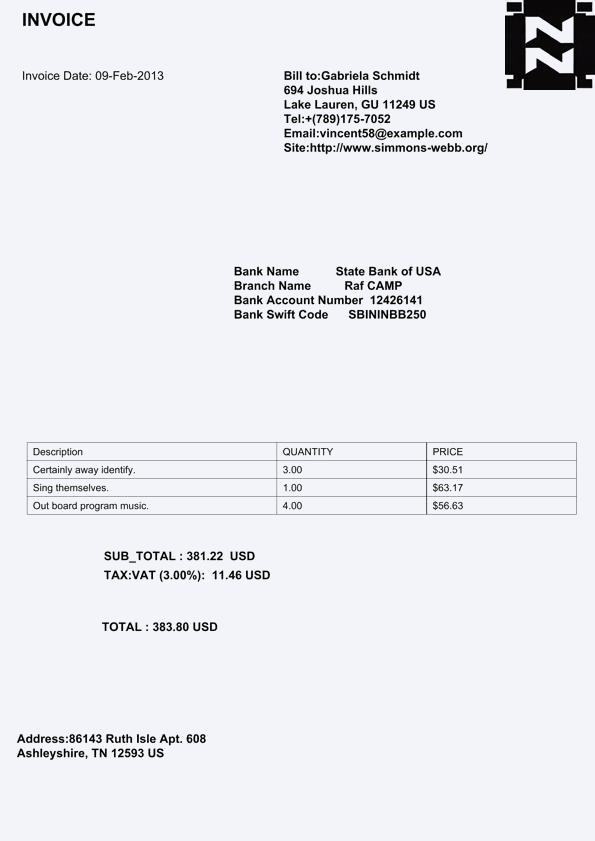 INVOICE
Invoice Date: 09-Feb-2013
Bill to:Gabriela Schmidt
694 Joshua Hills
Lake Lauren, GU 11249 US
Tel:+(789)175-7052
Email:vincent58@example.com
Site:http://www.simmons-webb.org/
Bank Name State Bank of USA
Branch Name Raf CAMP
Bank Account Number 12426141
Bank Swift Code SBININBB250
Description QUANTITY PRICE
Certainly away identify. 3.00 $30.51
Sing themselves. 1.00 $63.17
Out board program music. 4.00 $56.63
SUB_TOTAL : 381.22 USD
TAX:VAT (3.00%): 11.46 USD
TOTAL : 383.80 USD
Address:86143 Ruth Isle Apt. 608
Ashleyshire, TN 12593 US